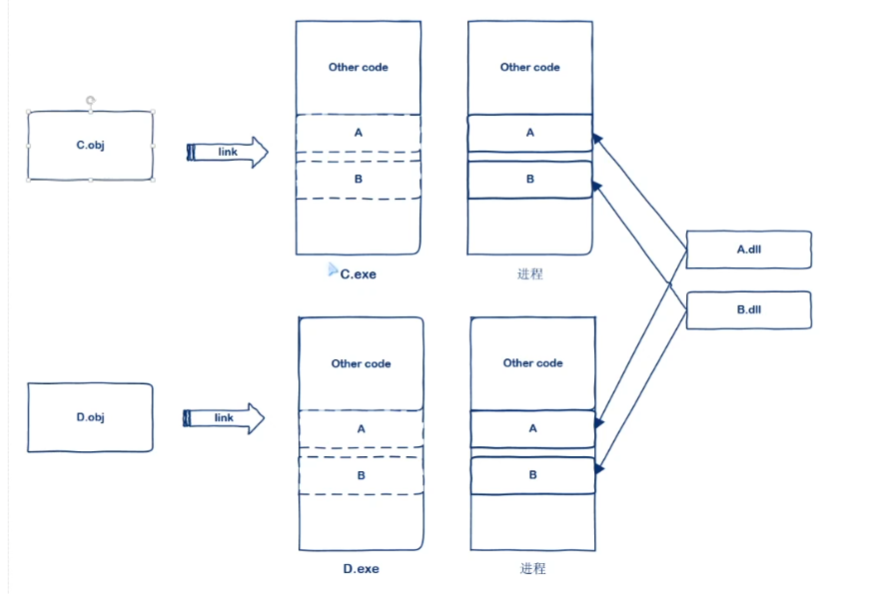 Other code
Other code
C.obj
link
A
A
B
B
A.dll
C.exe
进程
B.dll
Other code
Other code
D.obj
link
A
A
B
B
D.exe
进程